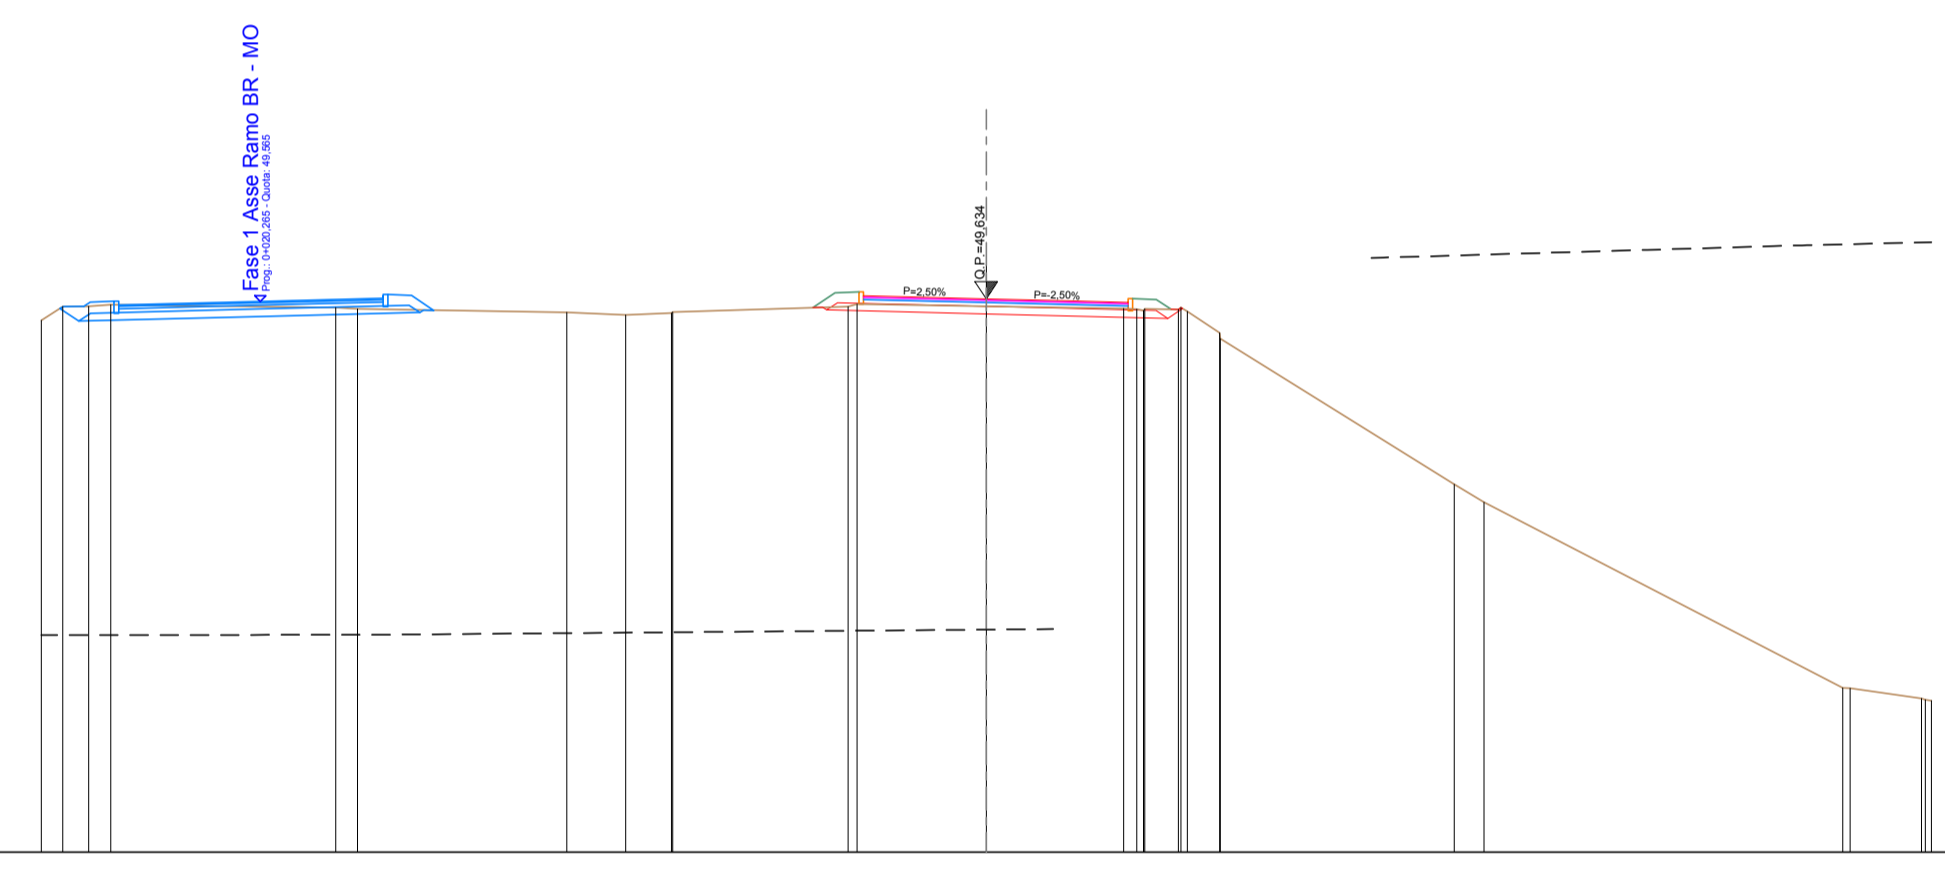 Fase 1 Asse Ramo BR - MO
Prog.: 0+020,265 - Quota: 49,565
Q.P.=49,634
P=2,50%
P=-2,50%